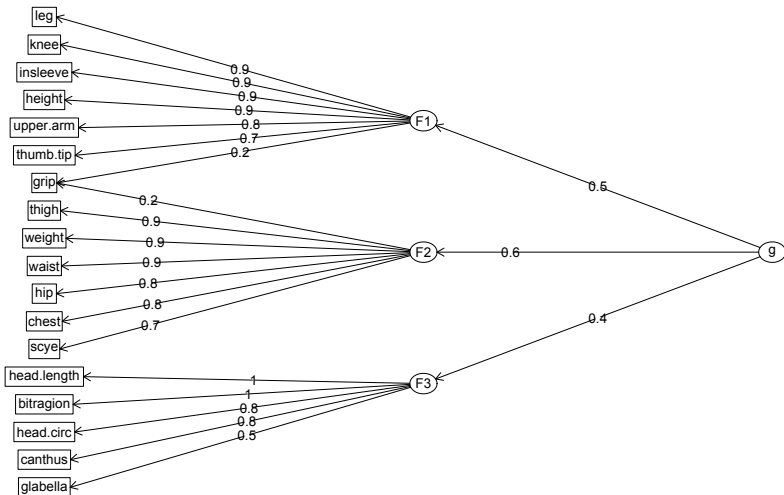 leg
knee
insleeve
height
upper.arm
thumb.tip
grip
thigh
weight
waist
hip
chest
scye
head.length
bitragion
head.circ
canthus
glabella
0.9
0.9
0.9
0.9
0.8
0.7
0.2
0.2
0.9
0.9
0.9
0.8
0.8
0.7
1
1
0.8
0.8
0.5
F1
F2
F3
0.5
0.6
0.4
g